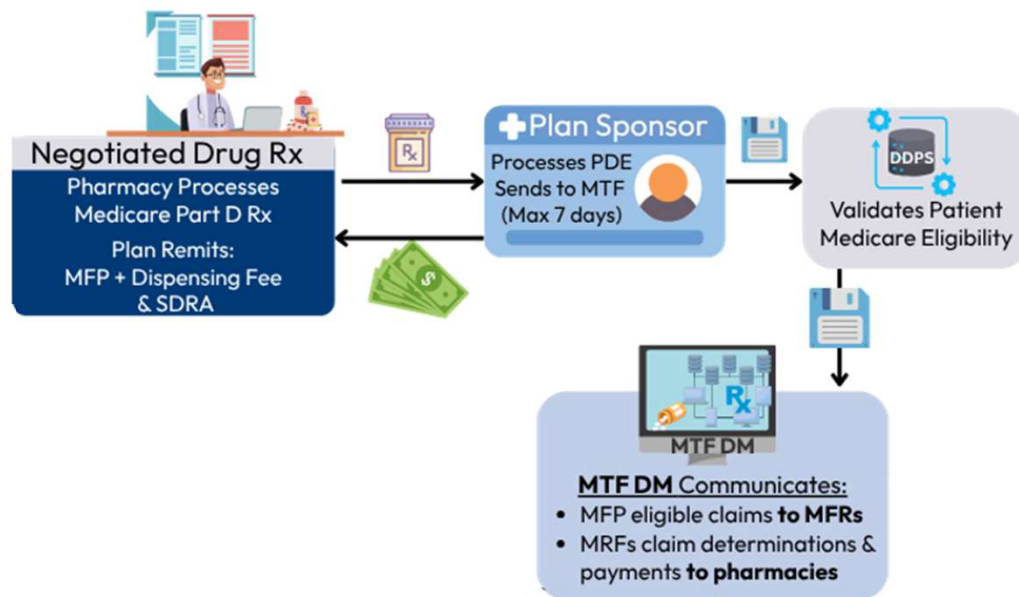 Negotiated Drug Rx
Pharmacy Processes
Medicare Part D Rx
Plan Remits:
MFP + Dispensing Fee
& SDRA
Rx
$
Plan Sponsor
Processes PDE
Sends to MTF
(Max 7 days)
DDPS
Validates Patient
Medicare Eligibility
Rx
MTF DM
MTF DM Communicates:
• MFP eligible claims to MFRs
• MRFs claim determinations &
payments to pharmacies